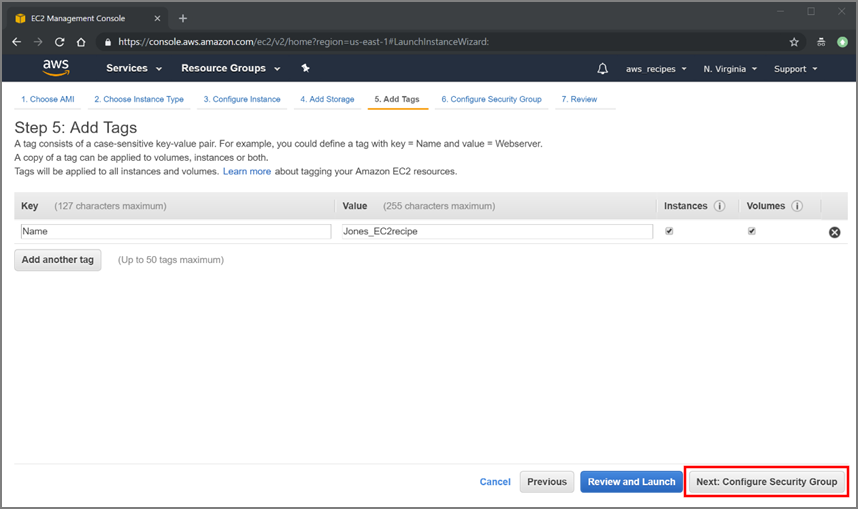 EC2 Management Console
https://console.aws.amazon.com/ec2/v2/home?region=us-east-1#LaunchInstanceWizard:
aws Services Resource Groups aws_recipes N. Virginia Support
1. Choose AMI 2. Choose Instance Type 3. Configure Instance 4. Add Storage 5. Add Tags 6. Configure Security Group 7. Review
Step 5: Add Tags
A tag consists of a case-sensitive key-value pair. For example, you could define a tag with key = Name and value = Webserver.
A copy of a tag can be applied to volumes, instances or both.
Tags will be applied to all instances and volumes. Learn more about tagging your Amazon EC2 resources.
Key (127 characters maximum) Value (255 characters maximum) Instances Volumes
Name Jones_EC2recipe
Add another tag (Up to 50 tags maximum)
Cancel Previous Review and Launch Next: Configure Security Group